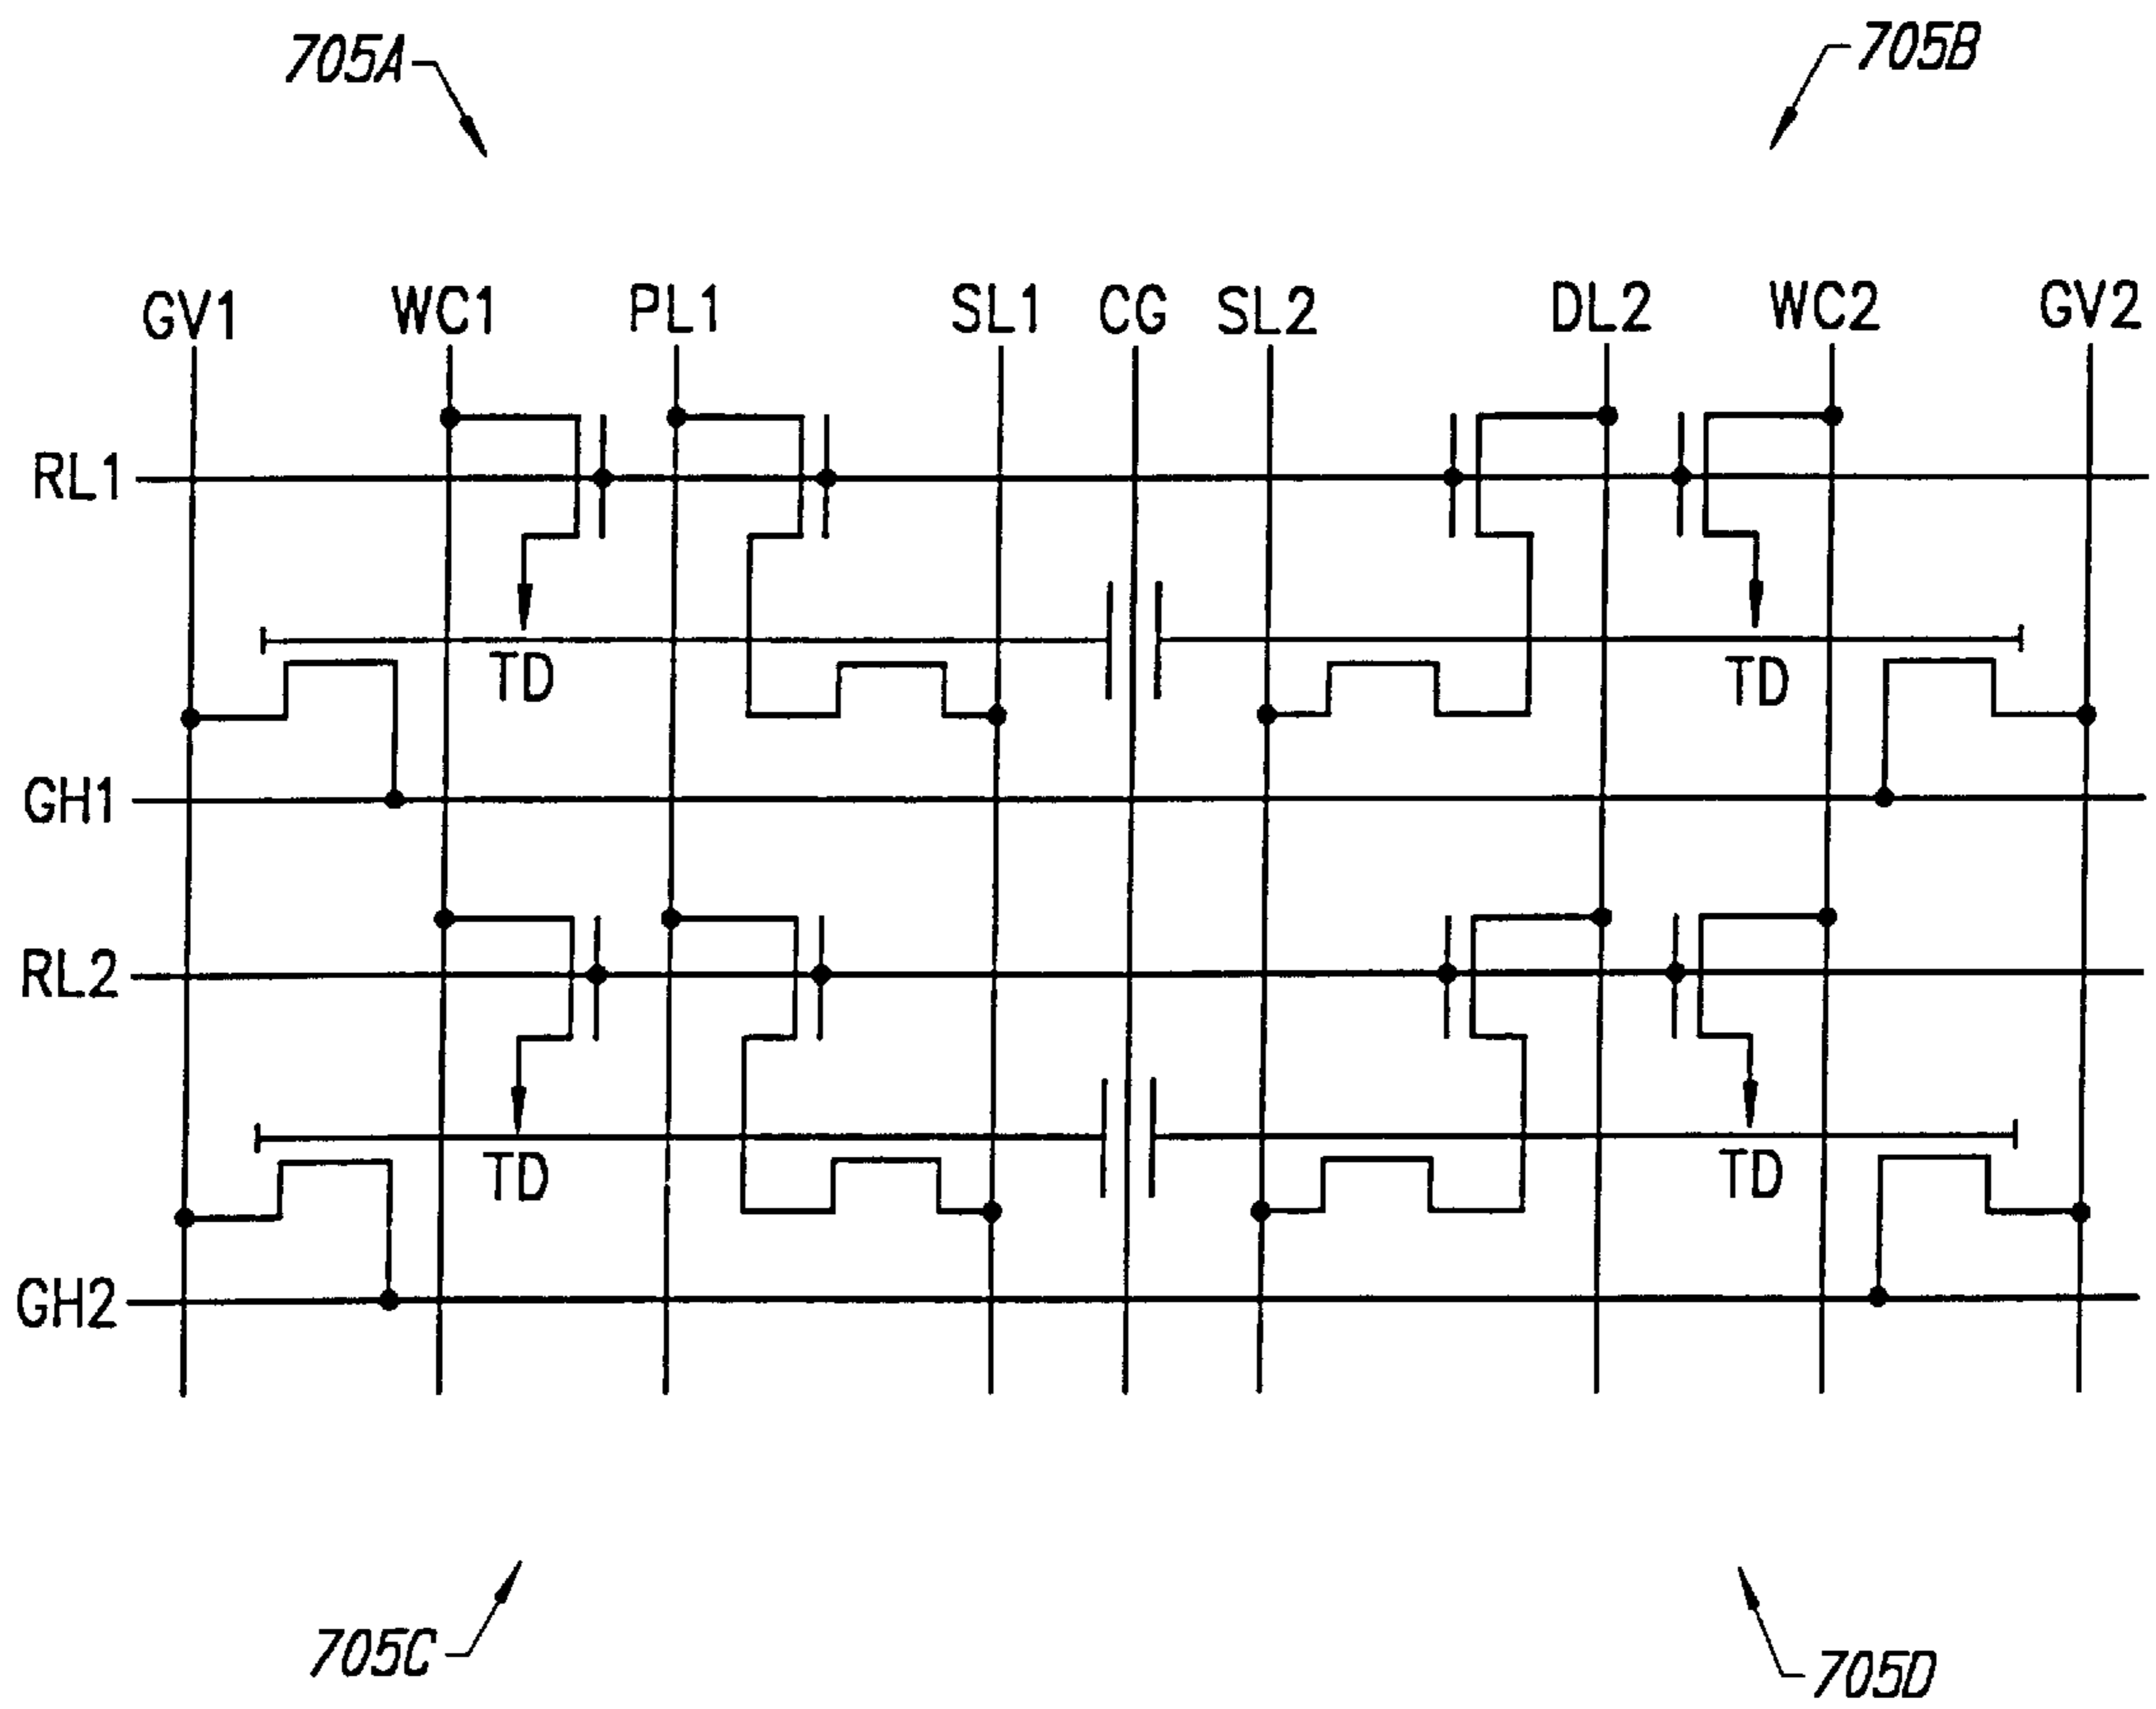 705A
705B
GV1 WC1 PL1 SL1 CG SL2 DL2 WC2 GV2
RL1
TD TD
GH1
RL2
TD TD
GH2
705C
705D